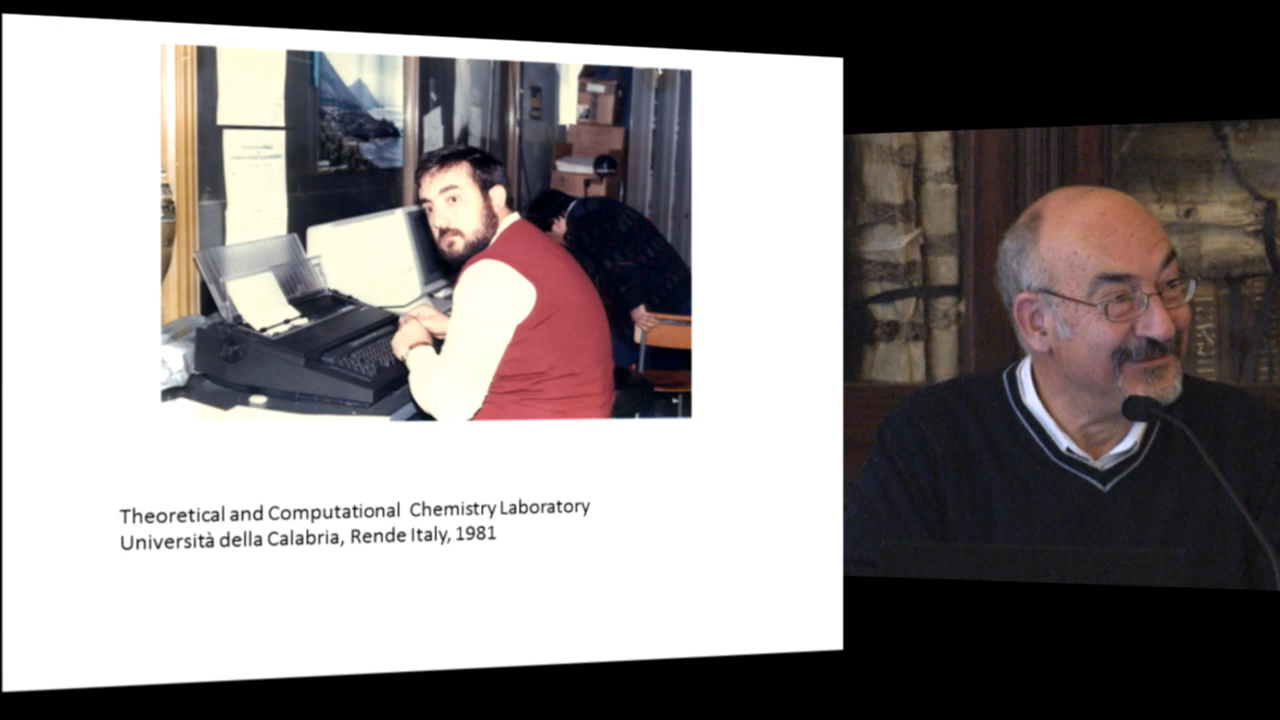 Theoretical and Computational Chemistry Laboratory
Università della Calabria, Rende Italy, 1981